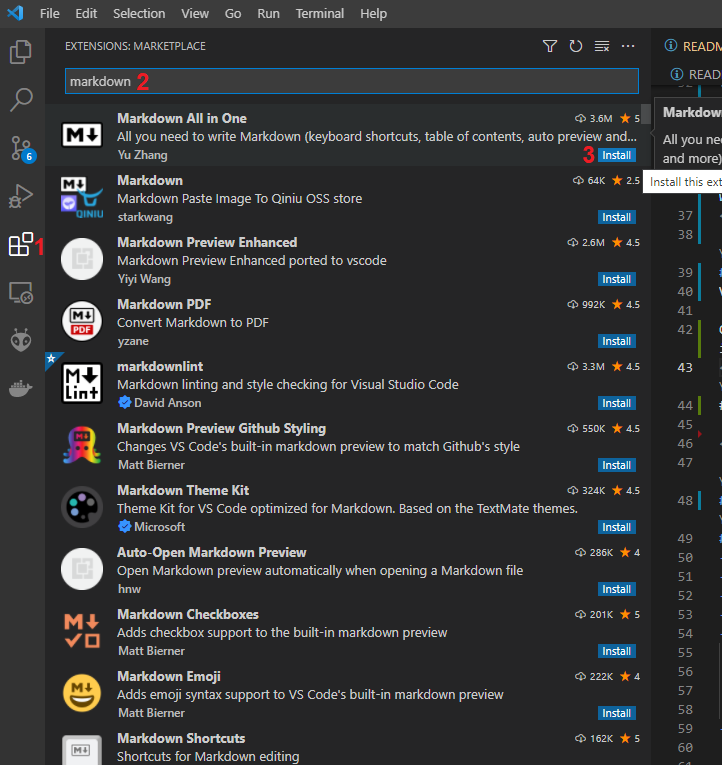 File Edit Selection View Go Run Terminal Help
EXTENSIONS: MARKETPLACE
README
markdown 2
READ
Markdown All in One 3.6M 5
All you need to write Markdown (keyboard shortcuts, table of contents, auto preview and...
Yu Zhang 3 Install
Markdown
All you nee
and more)
Install this ext
Markdown 64K 2.5
Markdown Paste Image To Qiniu OSS store
starkwang Install
QINIU
6
1
Markdown Preview Enhanced 2.6M 4.5
Markdown Preview Enhanced ported to vscode
Yiyi Wang Install
Markdown PDF 992K 4.5
Convert Markdown to PDF
yzane Install
PDF
markdownlint 3.3M 4.5
Markdown linting and style checking for Visual Studio Code
David Anson Install
Lint
Markdown Preview Github Styling 550K 4.5
Changes VS Code's built-in markdown preview to match Github's style
Matt Bierner Install
Markdown Theme Kit 324K 4.5
Theme Kit for VS Code optimized for Markdown. Based on the TextMate themes.
Microsoft Install
Auto-Open Markdown Preview 286K 4
Open Markdown preview automatically when opening a Markdown file
hnw Install
Markdown Checkboxes 201K 5
Adds checkbox support to the built-in markdown preview
Matt Bierner Install
Markdown Emoji 222K 4
Adds emoji syntax support to VS Code's built-in markdown preview
Matt Bierner Install
Markdown Shortcuts 162K 5
Shortcuts for Markdown editing
37
38
39
40
41
42
43
44
45
46
47
48
49
50
51
52
53
54
55
56
57
58
59
60